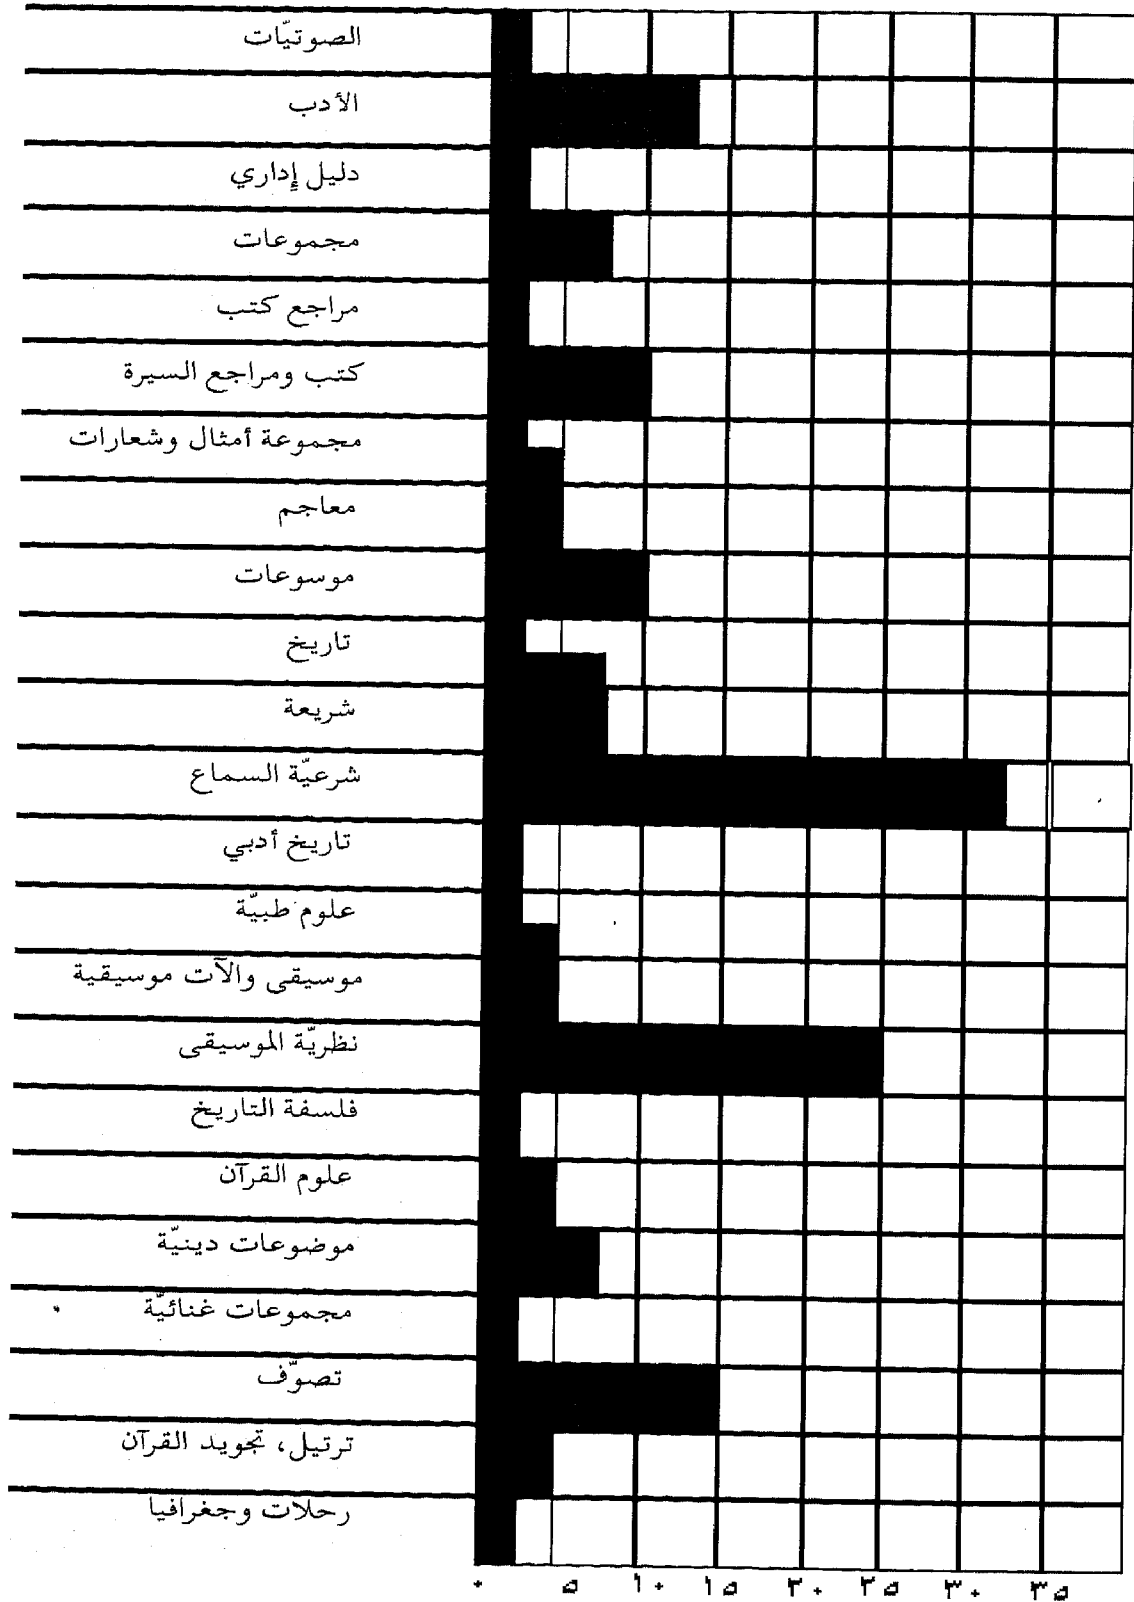 الصوتيّات
الأدب
دليل إداري
مجموعات
مراجع كتب
كتب ومراجع السيرة
مجموعة أمثال وشعارات
معاجم
موسوعات
تاريخ
شريعة
شرعيّة السماع
تاريخ أدبي
علوم طبيّة
موسيقى والآت موسيقية
نظريّة الموسيقى
فلسفة التاريخ
علوم القرآن
موضوعات دينيّة
مجموعات غنائيّة
تصوّف
ترتيل، تجويد القرآن
رحلات وجغرافيا
٠ ٥ ١٠ ١٥ ٢٠ ٢٥ ٣٠ ٣٥